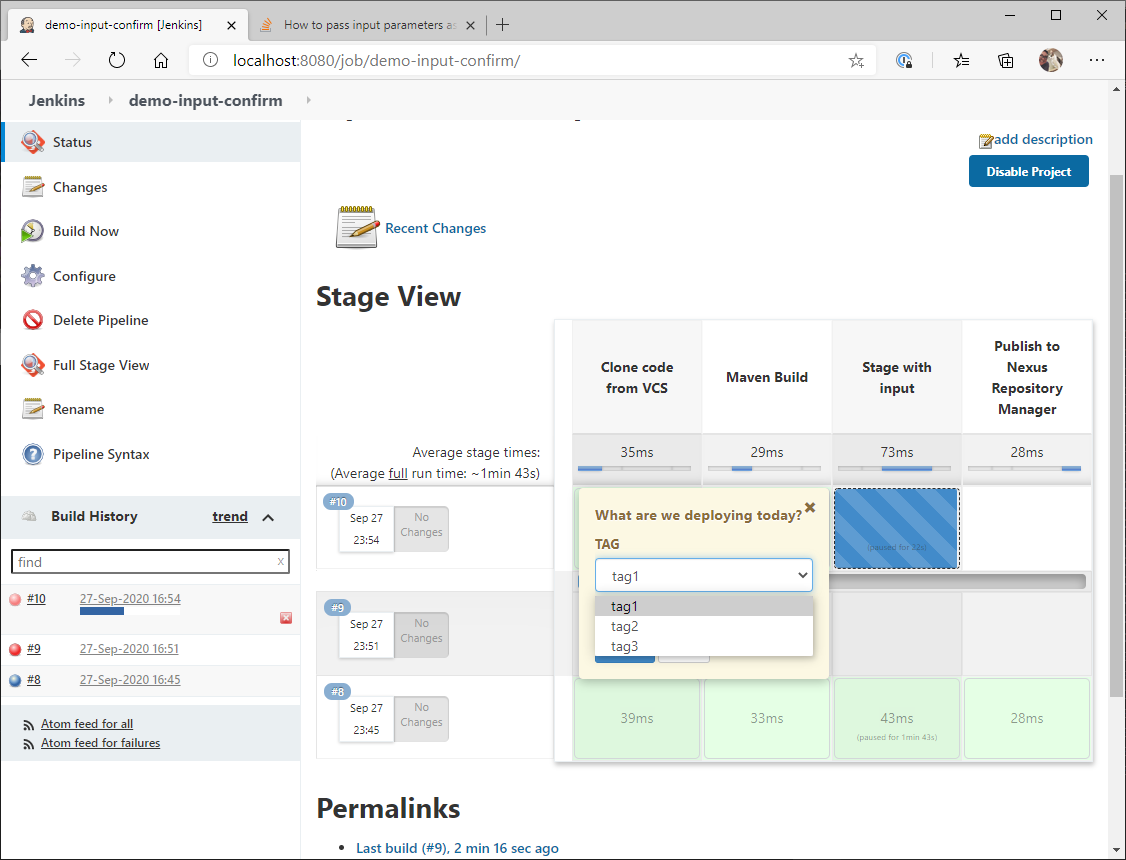 demo-input-confirm [Jenkins]
How to pass input parameters as
localhost:8080/job/demo-input-confirm/
Jenkins
demo-input-confirm
Status
Changes
Build Now
Configure
Delete Pipeline
Full Stage View
Rename
Pipeline Syntax
Build History
trend
find
x
#10
27-Sep-2020 16:54
#9
27-Sep-2020 16:51
#8
27-Sep-2020 16:45
Atom feed for all
Atom feed for failures
add description
Disable Project
Recent Changes
Stage View
Clone code
from VCS
Maven Build
Stage with
input
Publish to
Nexus
Repository
Manager
Average stage times:
(Average full run time: ~1min 43s)
35ms
29ms
73ms
28ms
#10
Sep 27
23:54
No
Changes
What are we deploying today?
TAG
tag1
tag1
tag2
tag3
(paused for 22s)
#9
Sep 27
23:51
No
Changes
#8
Sep 27
23:45
No
Changes
39ms
33ms
43ms
(paused for 1min 43s)
28ms
Permalinks
Last build (#9), 2 min 16 sec ago